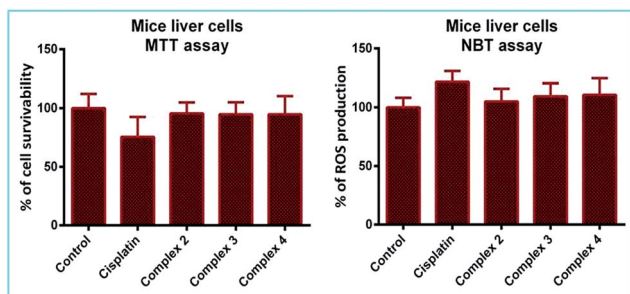 Mice liver cells
MTT assay
% of cell survivability
150
100
50
0
Control
Cisplatin
Complex 2
Complex 3
Complex 4
Mice liver cells
NBT assay
% of ROS production
150
100
50
0
Control
Cisplatin
Complex 2
Complex 3
Complex 4